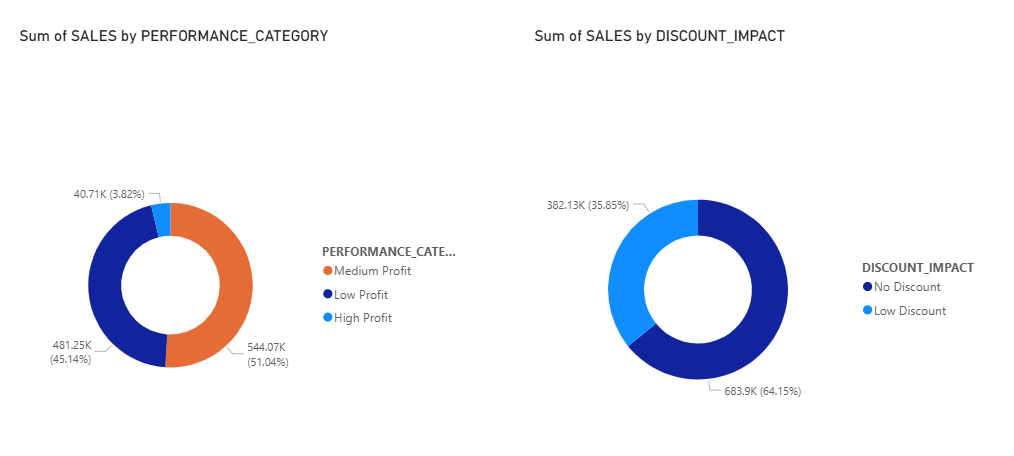 Sum of SALES by PERFORMANCE_CATEGORY
40.71K (3.82%)
481.25K
(45.14%)
544.07K
(51.04%)
PERFORMANCE_CATE...
Medium Profit
Low Profit
High Profit
Sum of SALES by DISCOUNT_IMPACT
382.13K (35.85%)
683.9K (64.15%)
DISCOUNT_IMPACT
No Discount
Low Discount